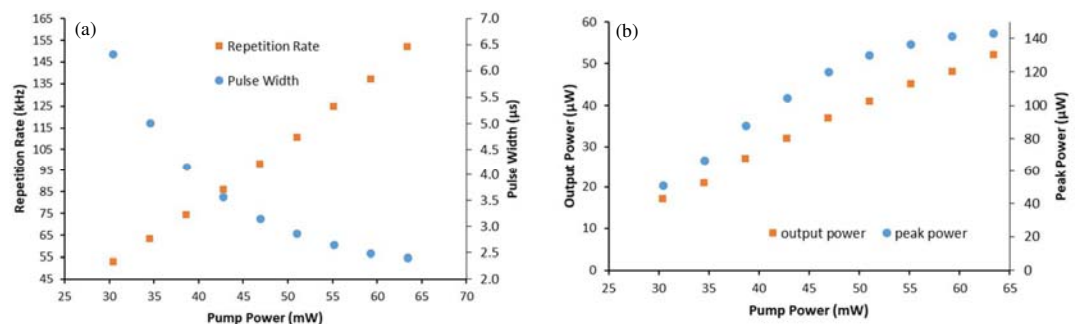 (a)
Repetition Rate (kHz)
165
155
145
135
125
115
105
95
85
75
65
55
45
Repetition Rate
Pulse Width
7.0
6.5
6.0
5.5
5.0
4.5
4.0
3.5
3.0
2.5
2.0
Pulse Width (µs)
25 30 35 40 45 50 55 60 65 70
Pump Power (mW)
(b)
Output Power (µW)
60
50
40
30
20
10
0
output power
peak power
140
120
100
80
60
40
20
0
Peak Power (µW)
25 30 35 40 45 50 55 60 65
Pump Power (mW)